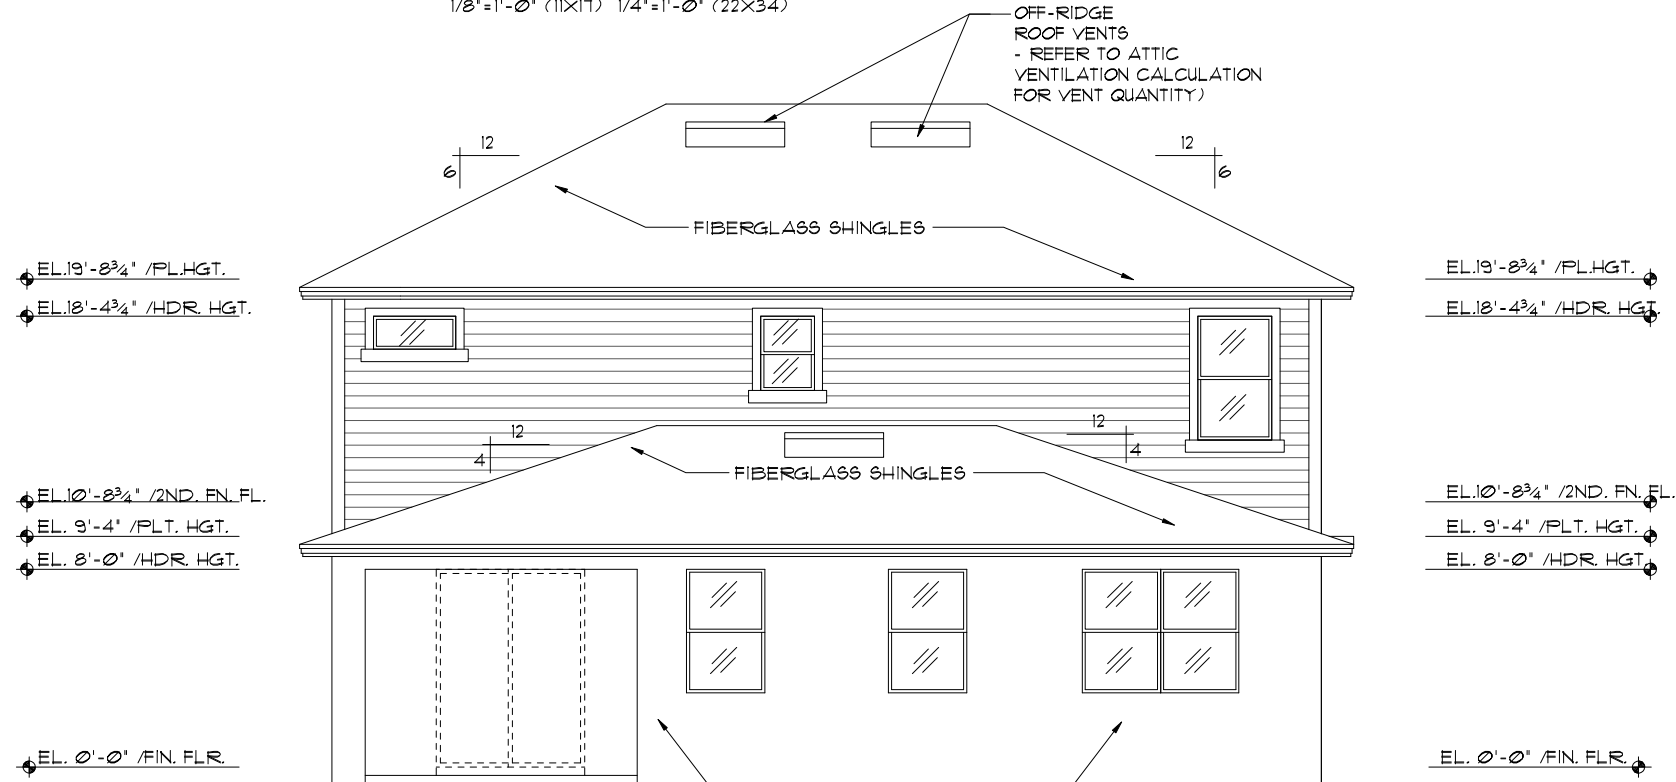 1/8"=1'-0" (11X17) 1/4"=1'-0" (22X34)
OFF-RIDGE
ROOF VENTS
- REFER TO ATTIC
VENTILATION CALCULATION
FOR VENT QUANTITY)
12
6
12
6
FIBERGLASS SHINGLES
EL.19'-8¾" /PL.HGT.
EL.19'-8¾" /PL.HGT.
EL.18'-4¾" /HDR. HGT.
EL.18'-4¾" /HDR. HGT.
12
4
12
4
FIBERGLASS SHINGLES
EL.10'-8¾" /2ND. FN. FL.
EL.10'-8¾" /2ND. FN. FL.
EL. 9'-4" /PLT. HGT.
EL. 9'-4" /PLT. HGT.
EL. 8'-0" /HDR. HGT.
EL. 8'-0" /HDR. HGT
EL. 0'-0" /FIN. FLR.
EL. 0'-0" /FIN. FLR.